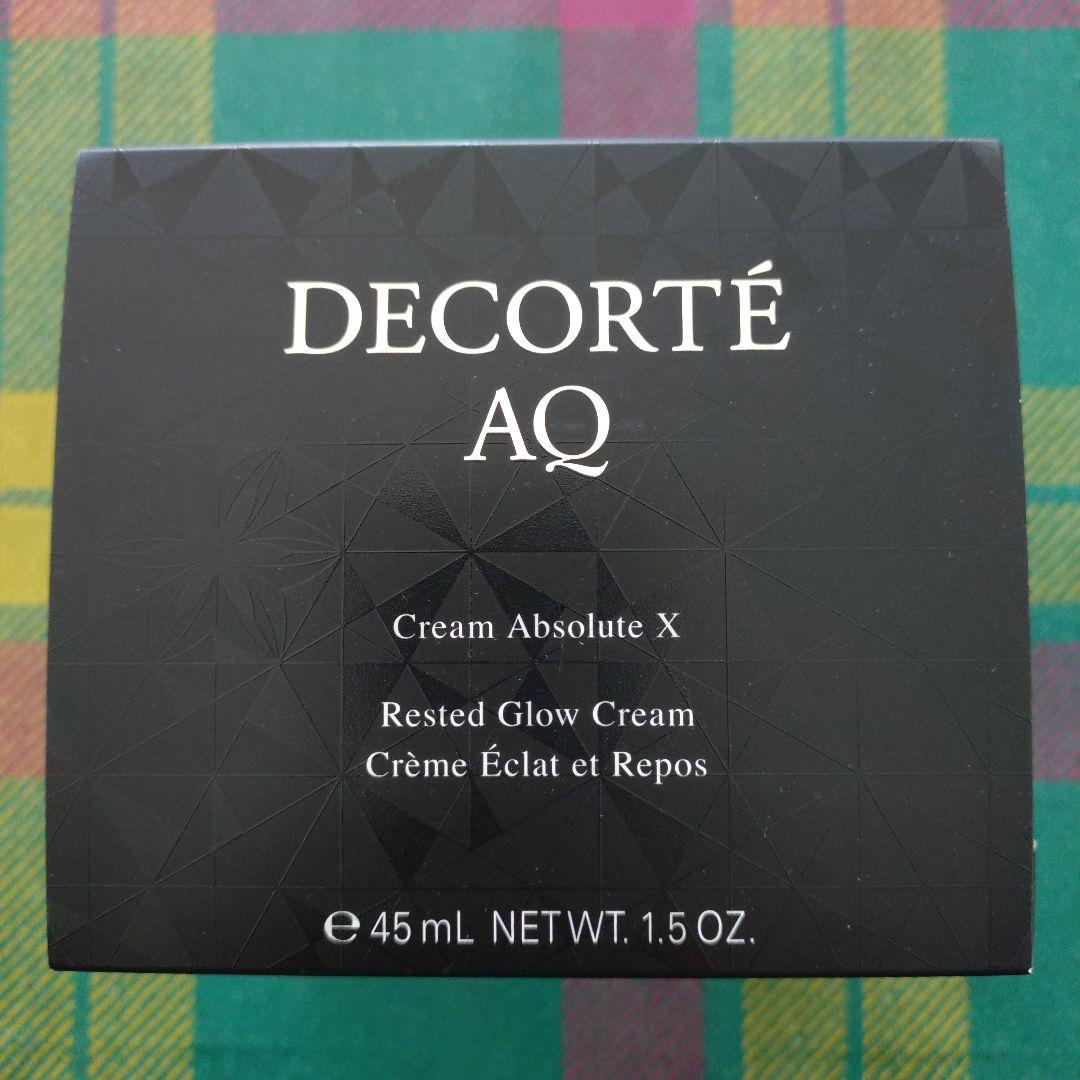 DECORTÉ
AQ
Cream Absolute X
Rested Glow Cream
Crème Éclat et Repos
℮ 45 mL NET WT. 1.5 OZ.